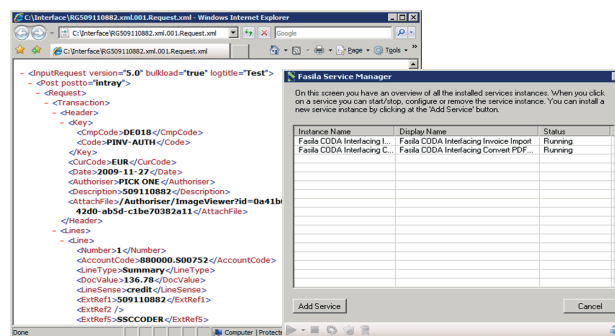 C:\Interface\RG509110882.xml.001.Request.xml - Windows Internet Explorer
C:\Interface\RG509110882.xml.001.Request.xml
Google
C:\Interface\RG509110882.xml.001.Request.xml
Page
Tools
- <InputRequest version="5.0" bulkload="true" logtitle="Test">
- <Post postto="intray">
- <Request>
- <Transaction>
- <Header>
- <Key>
<CmpCode>DE018</CmpCode>
<Code>PINV-AUTH</Code>
</Key>
<CurCode>EUR</CurCode>
<Date>2009-11-27</Date>
<Authoriser>PICK ONE</Authoriser>
<Description>509110882</Description>
<AttachFile>/Authoriser/ImageViewer?id=0a41b
42d0-ab5d-c1be70382a11</AttachFile>
</Header>
- <Lines>
- <Line>
<Number>1</Number>
<AccountCode>880000.S00752</AccountCode>
<LineType>Summary</LineType>
<DocValue>136.78</DocValue>
<LineSense>credit</LineSense>
<ExtRef1>509110882</ExtRef1>
<ExtRef2 />
<ExtRef5>SSCCODER</ExtRef5>
Done
Computer | Protecte
Fasila Service Manager
On this screen you have an overview of all the installed services instances. When you click
on a service you can start/stop, configure or remove the service instance. You can install a
new service instance by clicking at the 'Add Service' button.
Instance Name Display Name Status
Fasila CODA Interfacing I... Fasila CODA Interfacing Invoice Import Running
Fasila CODA Interfacing C... Fasila CODA Interfacing Convert PDF... Running
Add Service
Cancel